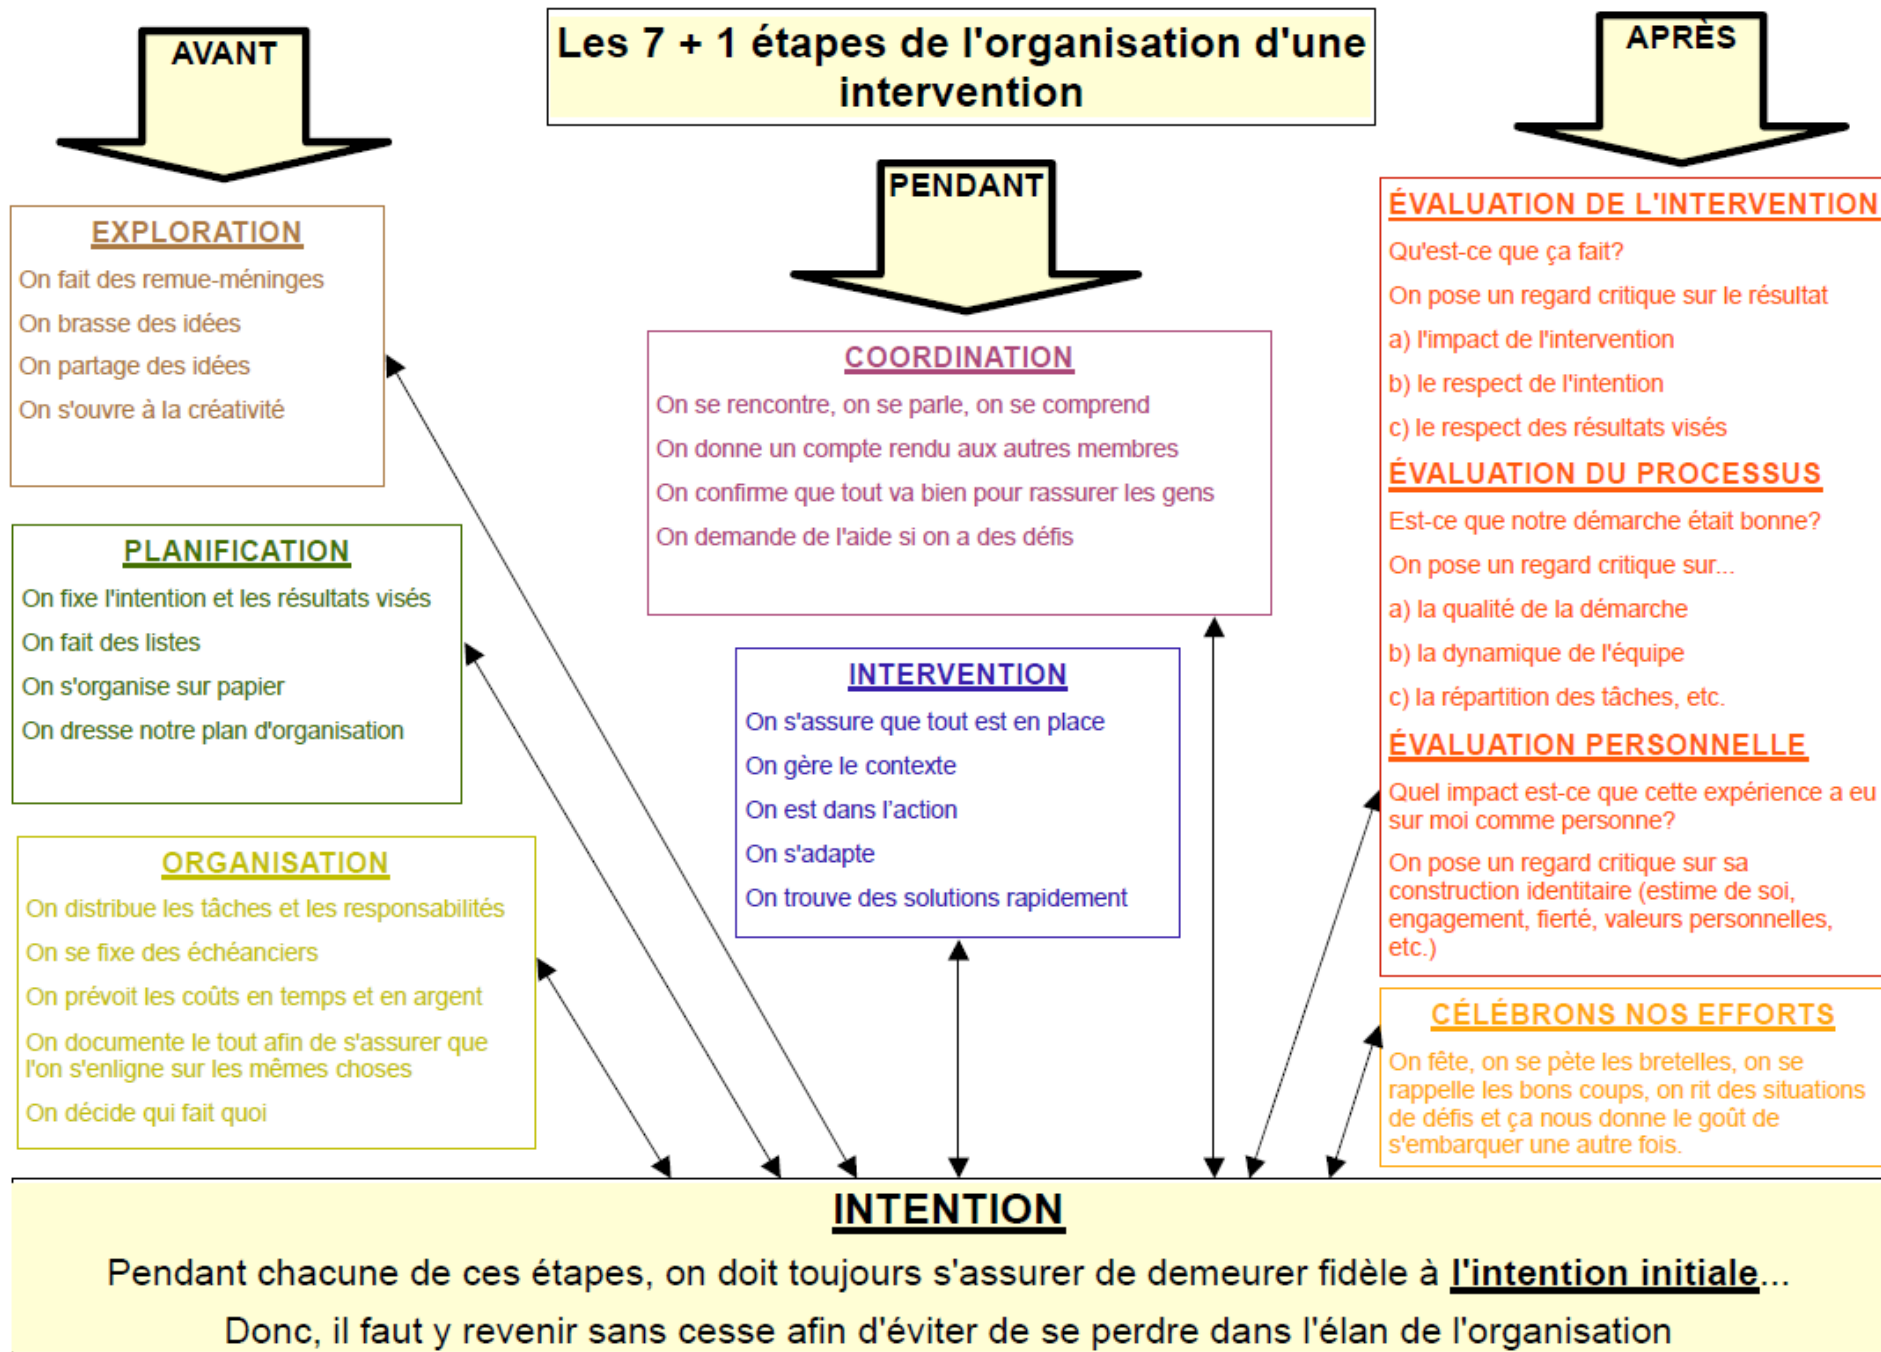 Les 7 + 1 étapes de l'organisation d'une
intervention
AVANT
EXPLORATION
On fait des remue-méninges
On brasse des idées
On partage des idées
On s'ouvre à la créativité
PLANIFICATION
On fixe l'intention et les résultats visés
On fait des listes
On s'organise sur papier
On dresse notre plan d'organisation
ORGANISATION
On distribue les tâches et les responsabilités
On se fixe des échéanciers
On prévoit les coûts en temps et en argent
On documente le tout afin de s'assurer que
l'on s'enligne sur les mêmes choses
On décide qui fait quoi
PENDANT
COORDINATION
On se rencontre, on se parle, on se comprend
On donne un compte rendu aux autres membres
On confirme que tout va bien pour rassurer les gens
On demande de l'aide si on a des défis
INTERVENTION
On s'assure que tout est en place
On gère le contexte
On est dans l’action
On s'adapte
On trouve des solutions rapidement
APRÈS
ÉVALUATION DE L'INTERVENTION
Qu'est-ce que ça fait?
On pose un regard critique sur le résultat
a) l'impact de l'intervention
b) le respect de l'intention
c) le respect des résultats visés
ÉVALUATION DU PROCESSUS
Est-ce que notre démarche était bonne?
On pose un regard critique sur...
a) la qualité de la démarche
b) la dynamique de l'équipe
c) la répartition des tâches, etc.
ÉVALUATION PERSONNELLE
Quel impact est-ce que cette expérience a eu
sur moi comme personne?
On pose un regard critique sur sa
construction identitaire (estime de soi,
engagement, fierté, valeurs personnelles,
etc.)
CÉLÉBRONS NOS EFFORTS
On fête, on se pète les bretelles, on se
rappelle les bons coups, on rit des situations
de défis et ça nous donne le goût de
s'embarquer une autre fois.
INTENTION
Pendant chacune de ces étapes, on doit toujours s'assurer de demeurer fidèle à l'intention initiale...
Donc, il faut y revenir sans cesse afin d'éviter de se perdre dans l'élan de l'organisation